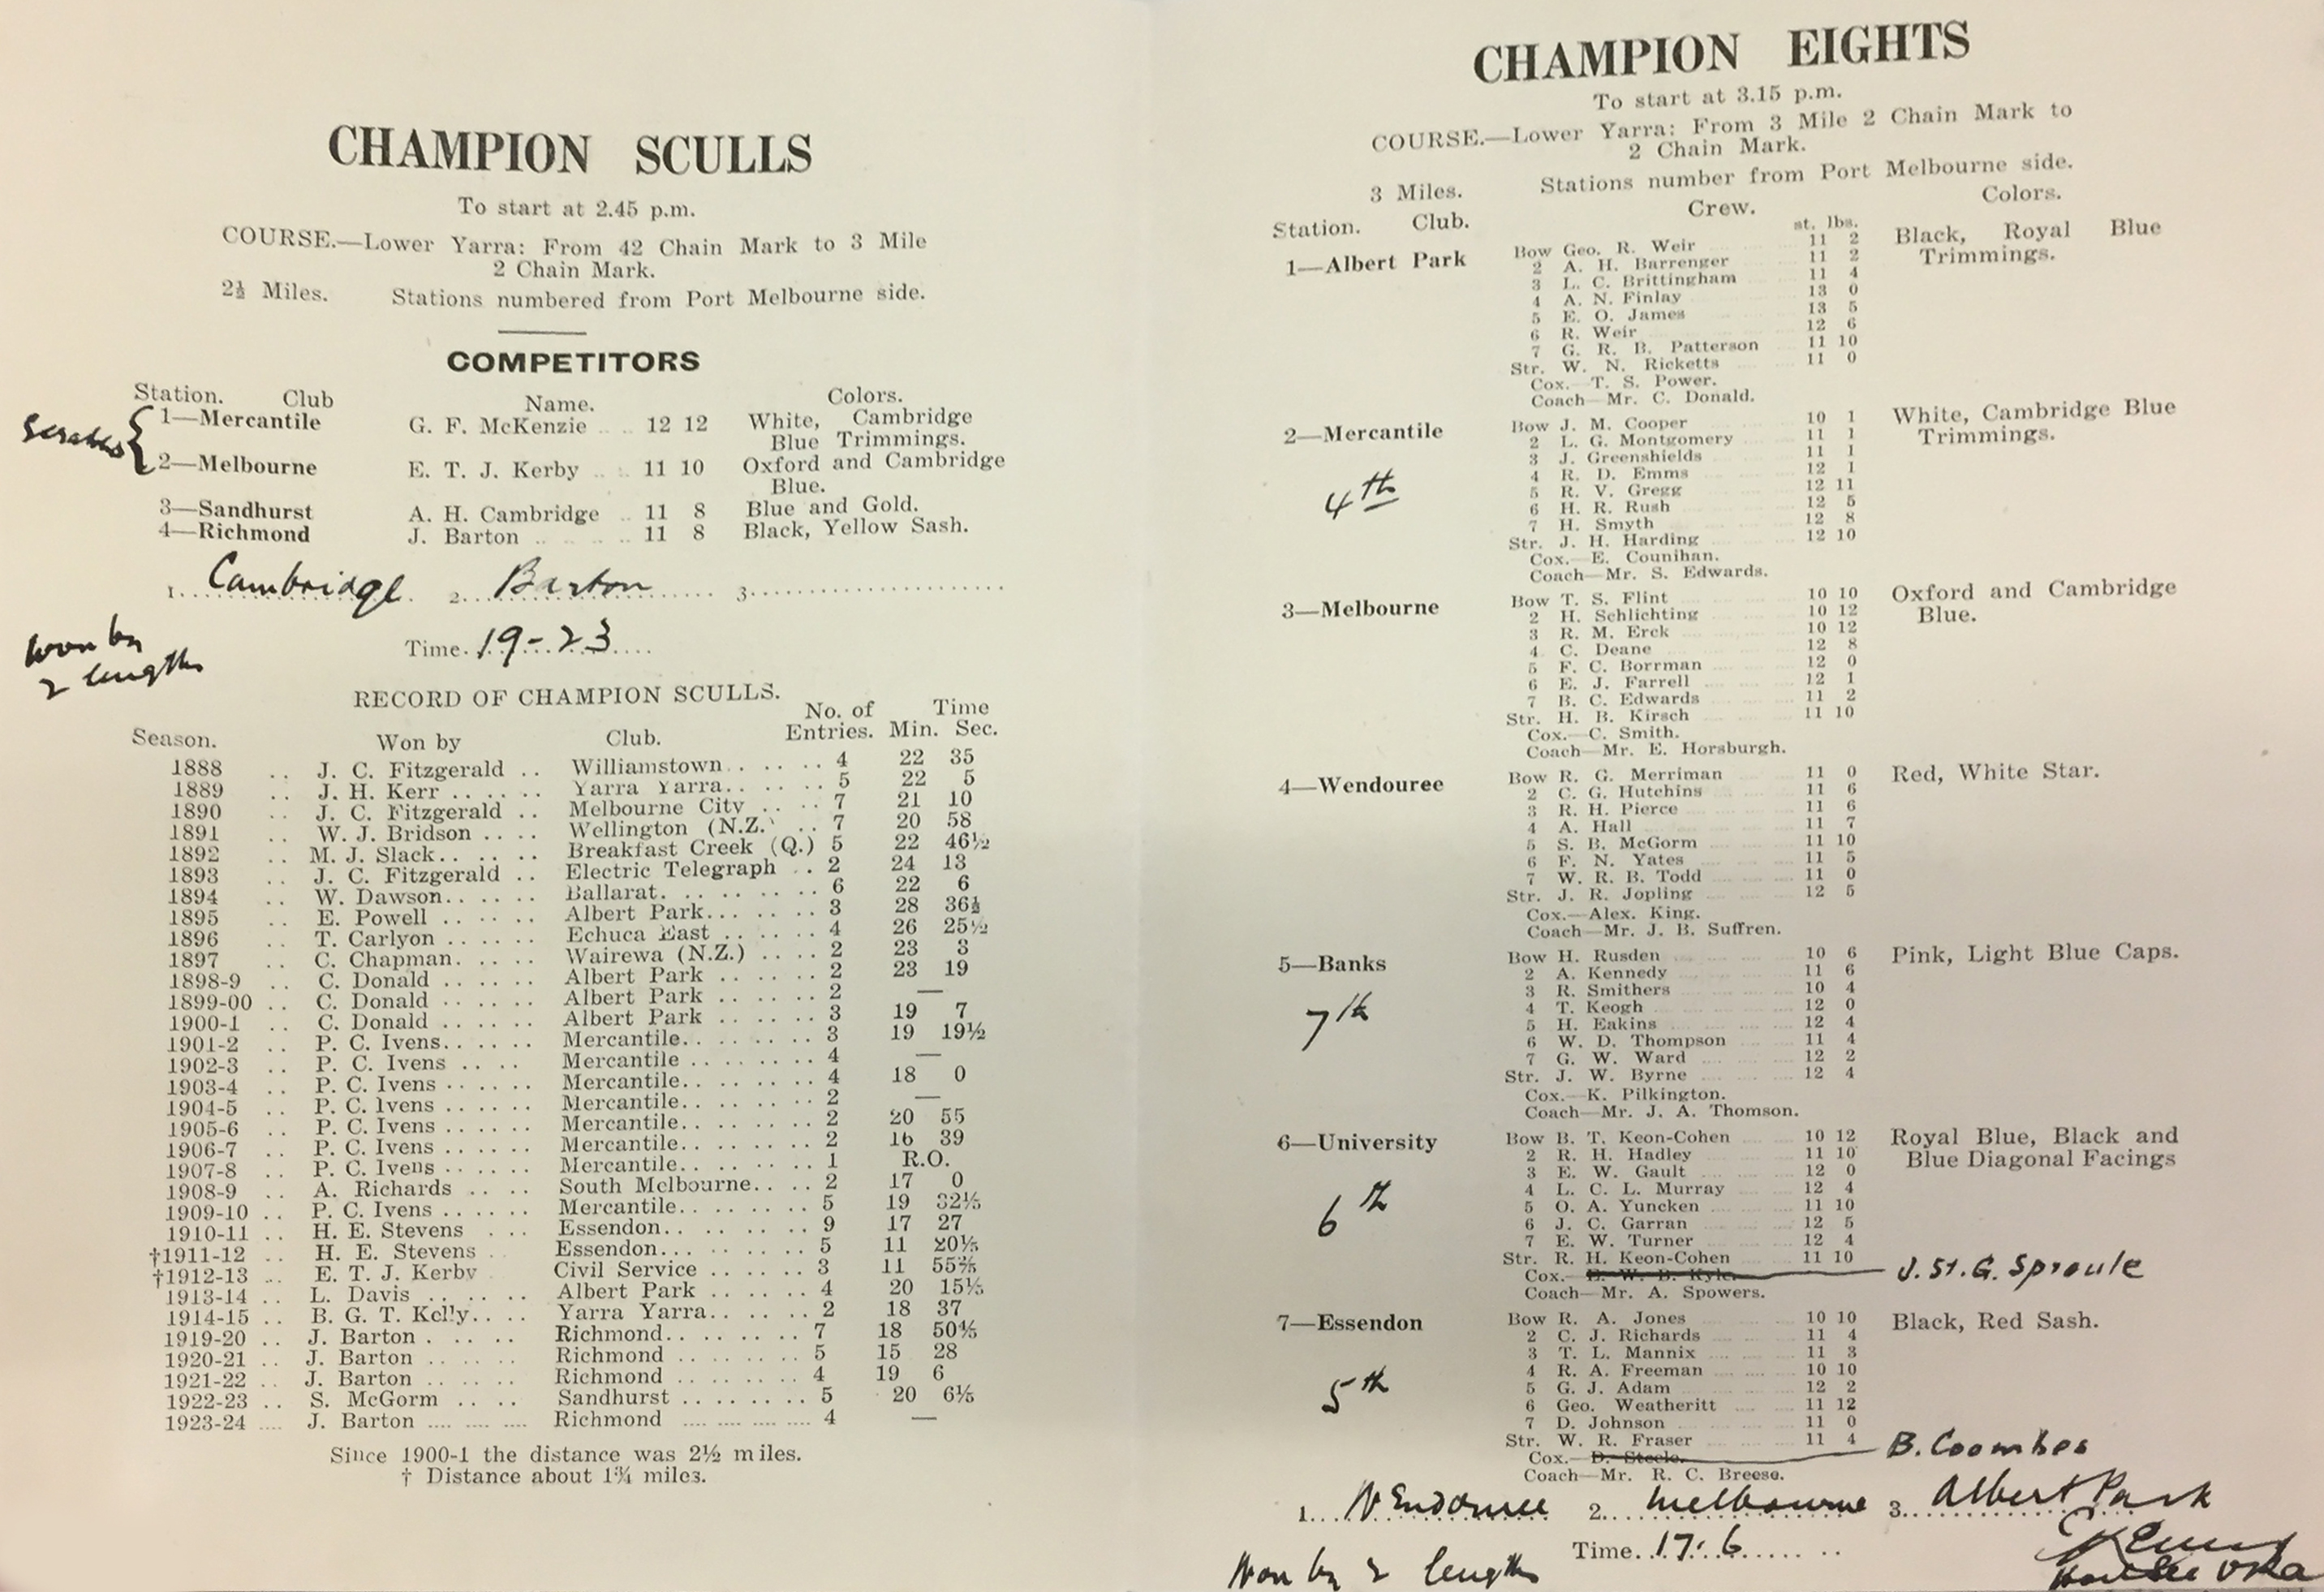 CHAMPION SCULLS
To start at 2.45 p.m.
COURSE.—Lower Yarra: From 42 Chain Mark to 3 Mile
2 Chain Mark.
2½ Miles. Stations numbered from Port Melbourne side.
COMPETITORS
Station. Club Name. Colors.
1—Mercantile G. F. McKenzie .. 12 12 White, Cambridge
Blue Trimmings.
2—Melbourne E. T. J. Kerby .. .. 11 10 Oxford and Cambridge
Blue.
3—Sandhurst A. H. Cambridge .. 11 8 Blue and Gold.
4—Richmond J. Barton .. .. .. .. 11 8 Black, Yellow Sash.
1. Cambridge. 2. Barton 3.
Time. 19-23
Won by
2 lengths
RECORD OF CHAMPION SCULLS.
No. of Time
Season. Won by Club. Entries. Min. Sec.
1888 .. J. C. Fitzgerald .. Williamstown.. .. .. 4 22 35
1889 .. J. H. Kerr .. .. .. Yarra Yarra.. .. .. 5 22 5
1890 .. J. C. Fitzgerald .. Melbourne City .. .. 7 21 10
1891 .. W. J. Bridson .. .. Wellington (N.Z.) .. 7 20 58
1892 .. M. J. Slack.. .. .. Breakfast Creek (Q.) 5 22 46½
1893 .. J. C. Fitzgerald .. Electric Telegraph .. 2 24 13
1894 .. W. Dawson.. .. .. Ballarat.. .. .. .. 6 22 6
1895 .. E. Powell .. .. .. Albert Park.. .. .. 3 28 36½
1896 .. T. Carlyon .. .. .. Echuca East .. .. .. 4 26 25½
1897 .. C. Chapman.. .. .. Wairewa (N.Z.) .. .. 2 23 3
1898-9 .. C. Donald .. .. .. Albert Park .. .. .. 2 23 19
1899-00 .. C. Donald .. .. .. Albert Park .. .. .. 2 —
1900-1 .. C. Donald .. .. .. Albert Park .. .. .. 3 19 7
1901-2 .. P. C. Ivens.. .. .. Mercantile.. .. .. .. 3 19 19½
1902-3 .. P. C. Ivens .. .. Mercantile .. .. .. .. 4 —
1903-4 .. P. C. Ivens .. .. .. Mercantile.. .. .. .. 4 18 0
1904-5 .. P. C. Ivens .. .. .. Mercantile.. .. .. .. 2 —
1905-6 .. P. C. Ivens .. .. .. Mercantile.. .. .. .. 2 20 55
1906-7 .. P. C. Ivens .. .. .. Mercantile.. .. .. .. 2 16 39
1907-8 .. P. C. Ivens .. .. .. Mercantile.. .. .. .. 1 R.O.
1908-9 .. A. Richards .. .. South Melbourne.. .. 2 17 0
1909-10 .. P. C. Ivens .. .. .. Mercantile.. .. .. .. 5 19 32⅕
1910-11 .. H. E. Stevens .. .. Essendon.. .. .. .. 9 17 27
†1911-12 .. H. E. Stevens .. Essendon.. .. .. .. 5 11 20⅕
†1912-13 .. E. T. J. Kerby Civil Service .. .. .. 3 11 55⅖
1913-14 .. L. Davis .. .. .. Albert Park .. .. .. 4 20 15⅕
1914-15 .. B. G. T. Kelly.. .. Yarra Yarra.. .. .. 2 18 37
1919-20 .. J. Barton .. .. .. Richmond.. .. .. .. 7 18 50⅘
1920-21 .. J. Barton .. .. .. Richmond .. .. .. .. 5 15 28
1921-22 .. J. Barton .. .. .. Richmond .. .. .. .. 4 19 6
1922-23 .. S. McGorm .. .. Sandhurst .. .. .. .. 5 20 6⅕
1923-24 .... J. Barton .... .... .... Richmond .... .... .... .... 4 —
Since 1900-1 the distance was 2½ miles.
† Distance about 1¾ miles.
CHAMPION EIGHTS
To start at 3.15 p.m.
COURSE.—Lower Yarra: From 3 Mile 2 Chain Mark to
2 Chain Mark.
3 Miles. Stations number from Port Melbourne side.
Station. Club. Crew. Colors.
st. lbs.
1—Albert Park Bow Geo. R. Weir 11 2 Black, Royal Blue
2 A. H. Barrenger 11 2 Trimmings.
3 L. C. Brittingham 11 4
4 A. N. Finlay 13 0
5 E. O. James 13 5
6 R. Weir 12 6
7 G. R. B. Patterson 11 10
Str. W. N. Ricketts 11 0
Cox.—T. S. Power.
Coach—Mr. C. Donald.
2—Mercantile Bow J. M. Cooper 10 1 White, Cambridge Blue
2 L. G. Montgomery 11 1 Trimmings.
3 J. Greenshields 11 1
4th
4 R. D. Emms 12 1
5 R. V. Gregg 12 11
6 H. R. Rush 12 5
7 H. Smyth 12 8
Str. J. H. Harding 12 10
Cox.—E. Counihan.
Coach—Mr. S. Edwards.
3—Melbourne Bow T. S. Flint 10 10 Oxford and Cambridge
2 H. Schlichting 10 12 Blue.
3 R. M. Erck 10 12
4 C. Deane 12 8
5 F. C. Borrman 12 0
6 E. J. Farrell 12 1
7 B. C. Edwards 11 2
Str. H. B. Kirsch 11 10
Cox.—C. Smith.
Coach—Mr. E. Horsburgh.
4—Wendouree Bow R. G. Merriman 11 0 Red, White Star.
2 C. G. Hutchins 11 6
3 R. H. Pierce 11 6
4 A. Hall 11 7
5 S. B. McGorm 11 10
6 F. N. Yates 11 5
7 W. R. B. Todd 11 0
Str. J. R. Jopling 12 5
Cox.—Alex. King.
Coach—Mr. J. B. Suffren.
5—Banks Bow H. Rusden 10 6 Pink, Light Blue Caps.
2 A. Kennedy 11 6
3 R. Smithers 10 4
7th
4 T. Keogh 12 0
5 H. Eakins 12 4
6 W. D. Thompson 11 4
7 G. W. Ward 12 2
Str. J. W. Byrne 12 4
Cox.—K. Pilkington.
Coach—Mr. J. A. Thomson.
6—University Bow B. T. Keon-Cohen 10 12 Royal Blue, Black and
2 R. H. Hadley 11 10 Blue Diagonal Facings
3 E. W. Gault 12 0
4 L. C. L. Murray 12 4
6th
5 O. A. Yuncken 11 10
6 J. C. Garran 12 5
7 E. W. Turner 12 4
Str. R. H. Keon-Cohen 11 10
Cox.— J. St. G. Sproule
Coach—Mr. A. Spowers.
7—Essendon Bow R. A. Jones 10 10 Black, Red Sash.
2 C. J. Richards 11 4
3 T. L. Mannix 11 3
4 R. A. Freeman 10 10
5th
5 G. J. Adam 12 2
6 Geo. Weatheritt 11 12
7 D. Johnson 11 0
Str. W. R. Fraser 11 4
Cox.—D. Steele. B. Coombes
Coach—Mr. R. C. Breese.
1. Wendouree 2. Melbourne 3. Albert Park
Time. 17.6
Won by 2 lengths